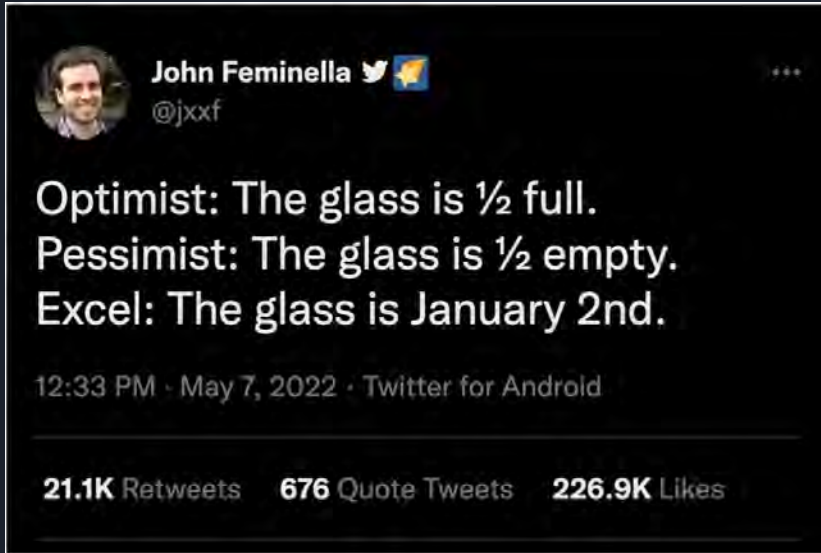 John Feminella
@jxxf
Optimist: The glass is ½ full.
Pessimist: The glass is ½ empty.
Excel: The glass is January 2nd.
12:33 PM · May 7, 2022 · Twitter for Android
21.1K Retweets 676 Quote Tweets 226.9K Likes